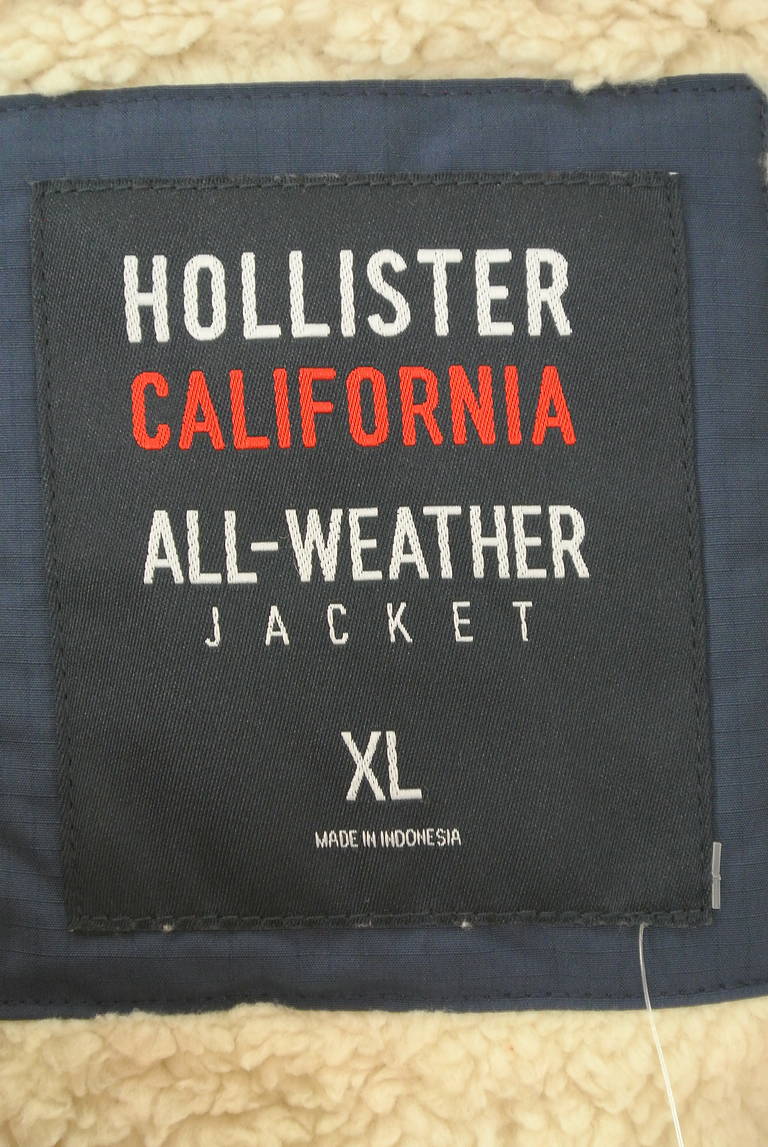 HOLLISTER
CALIFORNIA
ALL-WEATHER
JACKET
XL
MADE IN INDONESIA